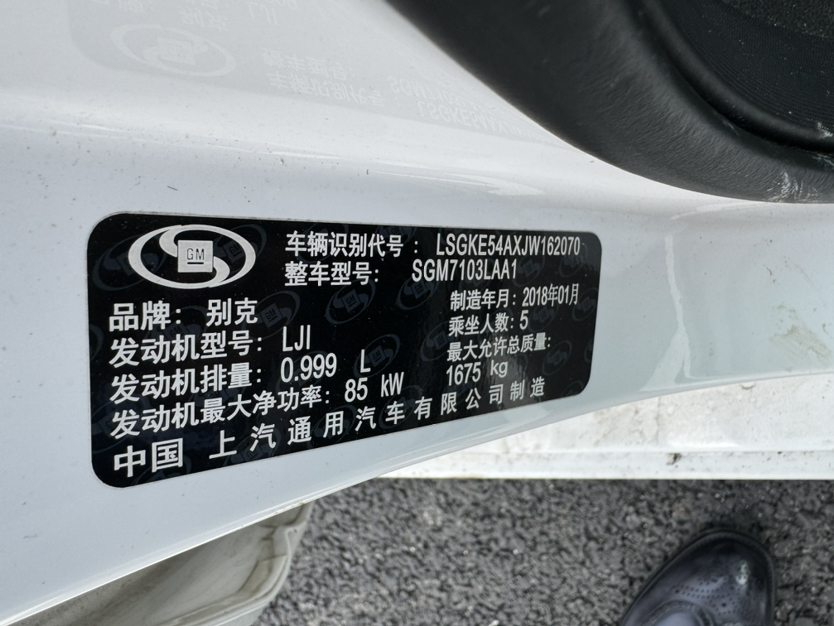 GM
车辆识别代号：LSGKE54AXJW162070
整车型号：SGM7103LAA1
品牌：别克
制造年月：2018年01月
发动机型号：LJI
乘坐人数：5
发动机排量：0.999 L
最大允许总质量：
1675 kg
发动机最大净功率：85 kW
中国 上汽通用汽车有限公司制造